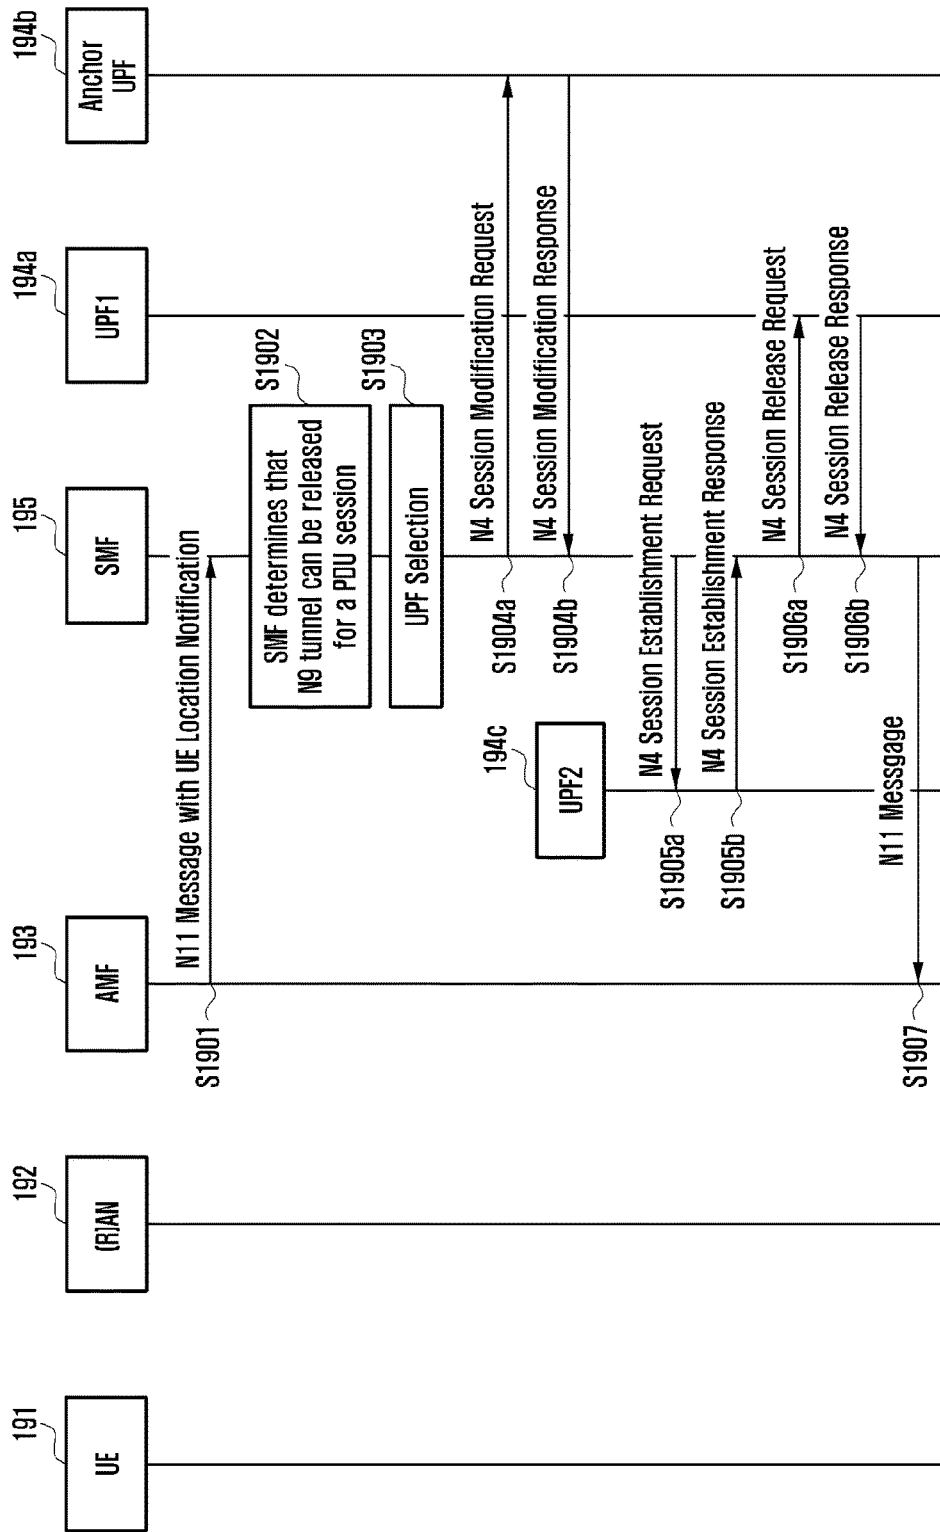 191
192
193
195
194a
194b
UE
(R)AN
AMF
SMF
UPF1
Anchor
UPF
N11 Message with UE Location Notification
S1901
S1902
SMF determines that
N9 tunnel can be released
for a PDU session
S1903
UPF Selection
N4 Session Modification Request
S1904a
N4 Session Modification Response
S1904b
194c
UPF2
N4 Session Establishment Request
S1905a
N4 Session Establishment Response
S1905b
N4 Session Release Request
S1906a
N4 Session Release Response
S1906b
N11 Messgage
S1907